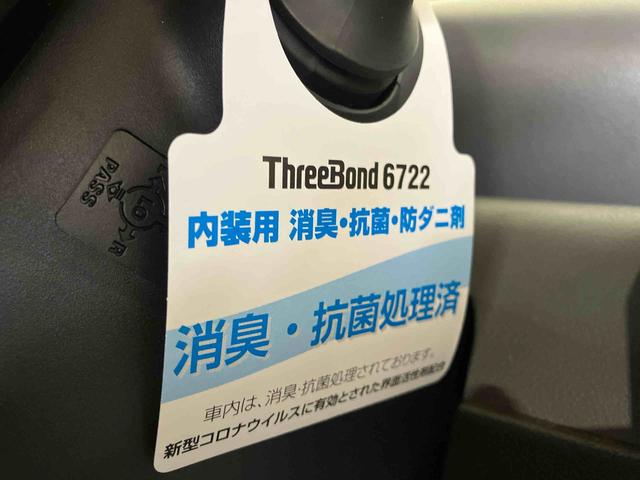 ThreeBond 6722
内装用 消臭・抗菌・防ダニ剤
消臭・抗菌処理済
車内は、消臭・抗菌処理されております。
新型コロナウイルスに有効とされた界面活性剤配合
PASS
LO
R